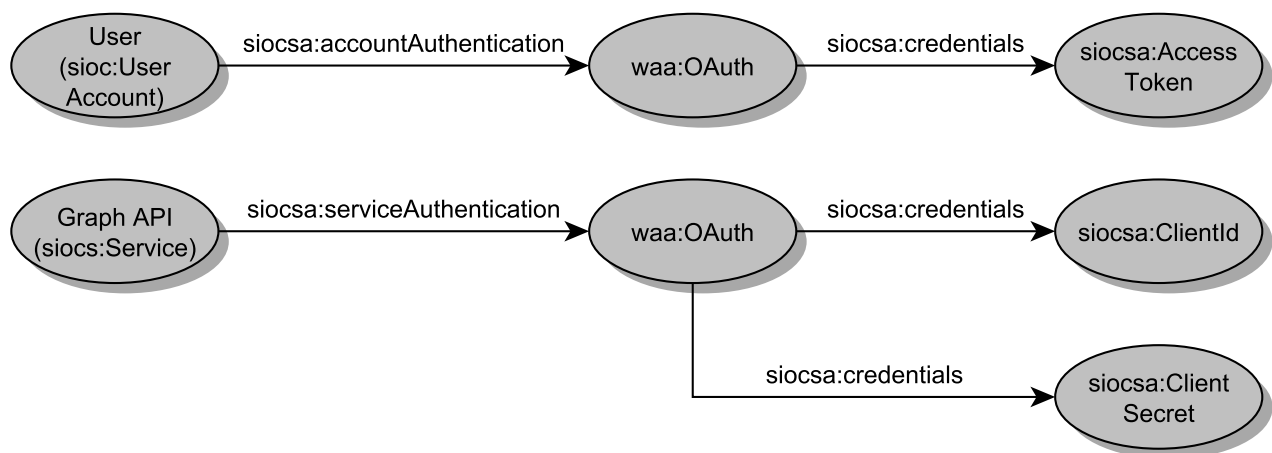 User
(sioc:User
Account)
siocsa:accountAuthentication
waa:OAuth
siocsa:credentials
siocsa:Access
Token
Graph API
(siocs:Service)
siocsa:serviceAuthentication
waa:OAuth
siocsa:credentials
siocsa:ClientId
siocsa:credentials
siocsa:Client
Secret